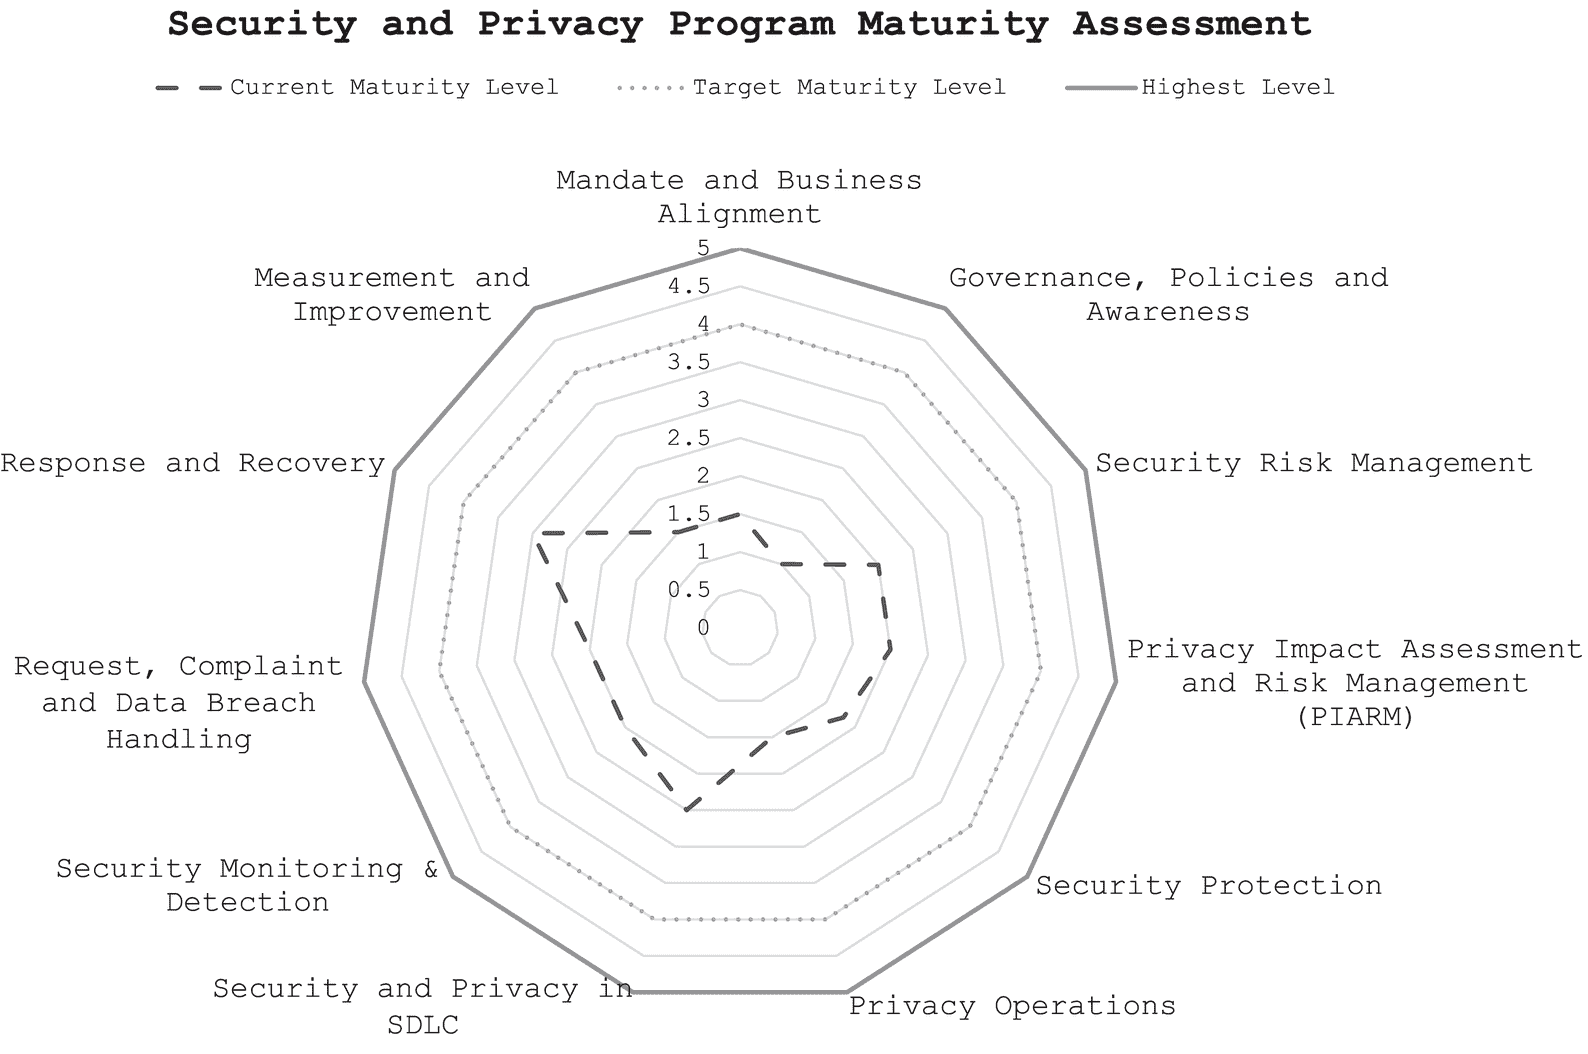 Security and Privacy Program Maturity Assessment
Current Maturity Level
Target Maturity Level
Highest Level
Mandate and Business
Alignment
Governance, Policies and
Awareness
Security Risk Management
Privacy Impact Assessment
and Risk Management
(PIARM)
Security Protection
Privacy Operations
Security and Privacy in
SDLC
Security Monitoring &
Detection
Request, Complaint
and Data Breach
Handling
Response and Recovery
Measurement and
Improvement
5
4.5
4
3.5
3
2.5
2
1.5
1
0.5
0